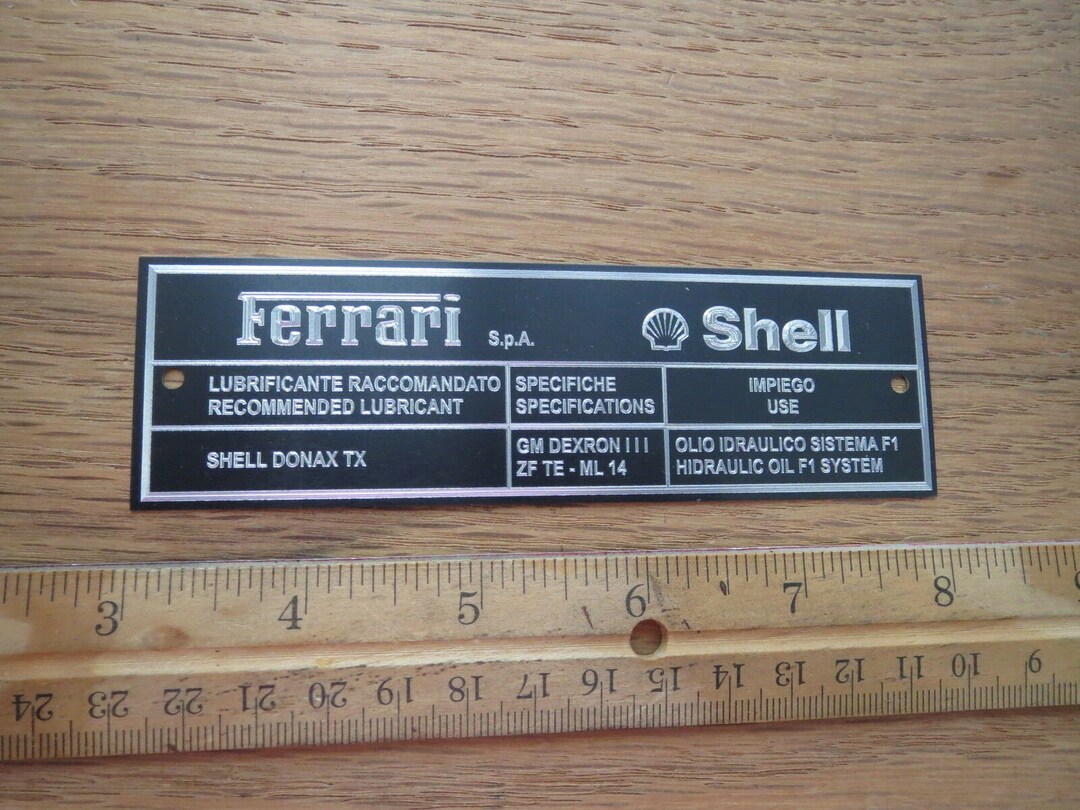 Ferrari S.p.A. Shell
LUBRIFICANTE RACCOMANDATO
RECOMMENDED LUBRICANT
SPECIFICHE
SPECIFICATIONS
IMPIEGO
USE
SHELL DONAX TX
GM DEXRON III
ZF TE - ML 14
OLIO IDRAULICO SISTEMA F1
HIDRAULIC OIL F1 SYSTEM
3 4 5 6 7 8 9
24 23 22 21 20 19 18 17 16 15 14 13 12 11 10 9